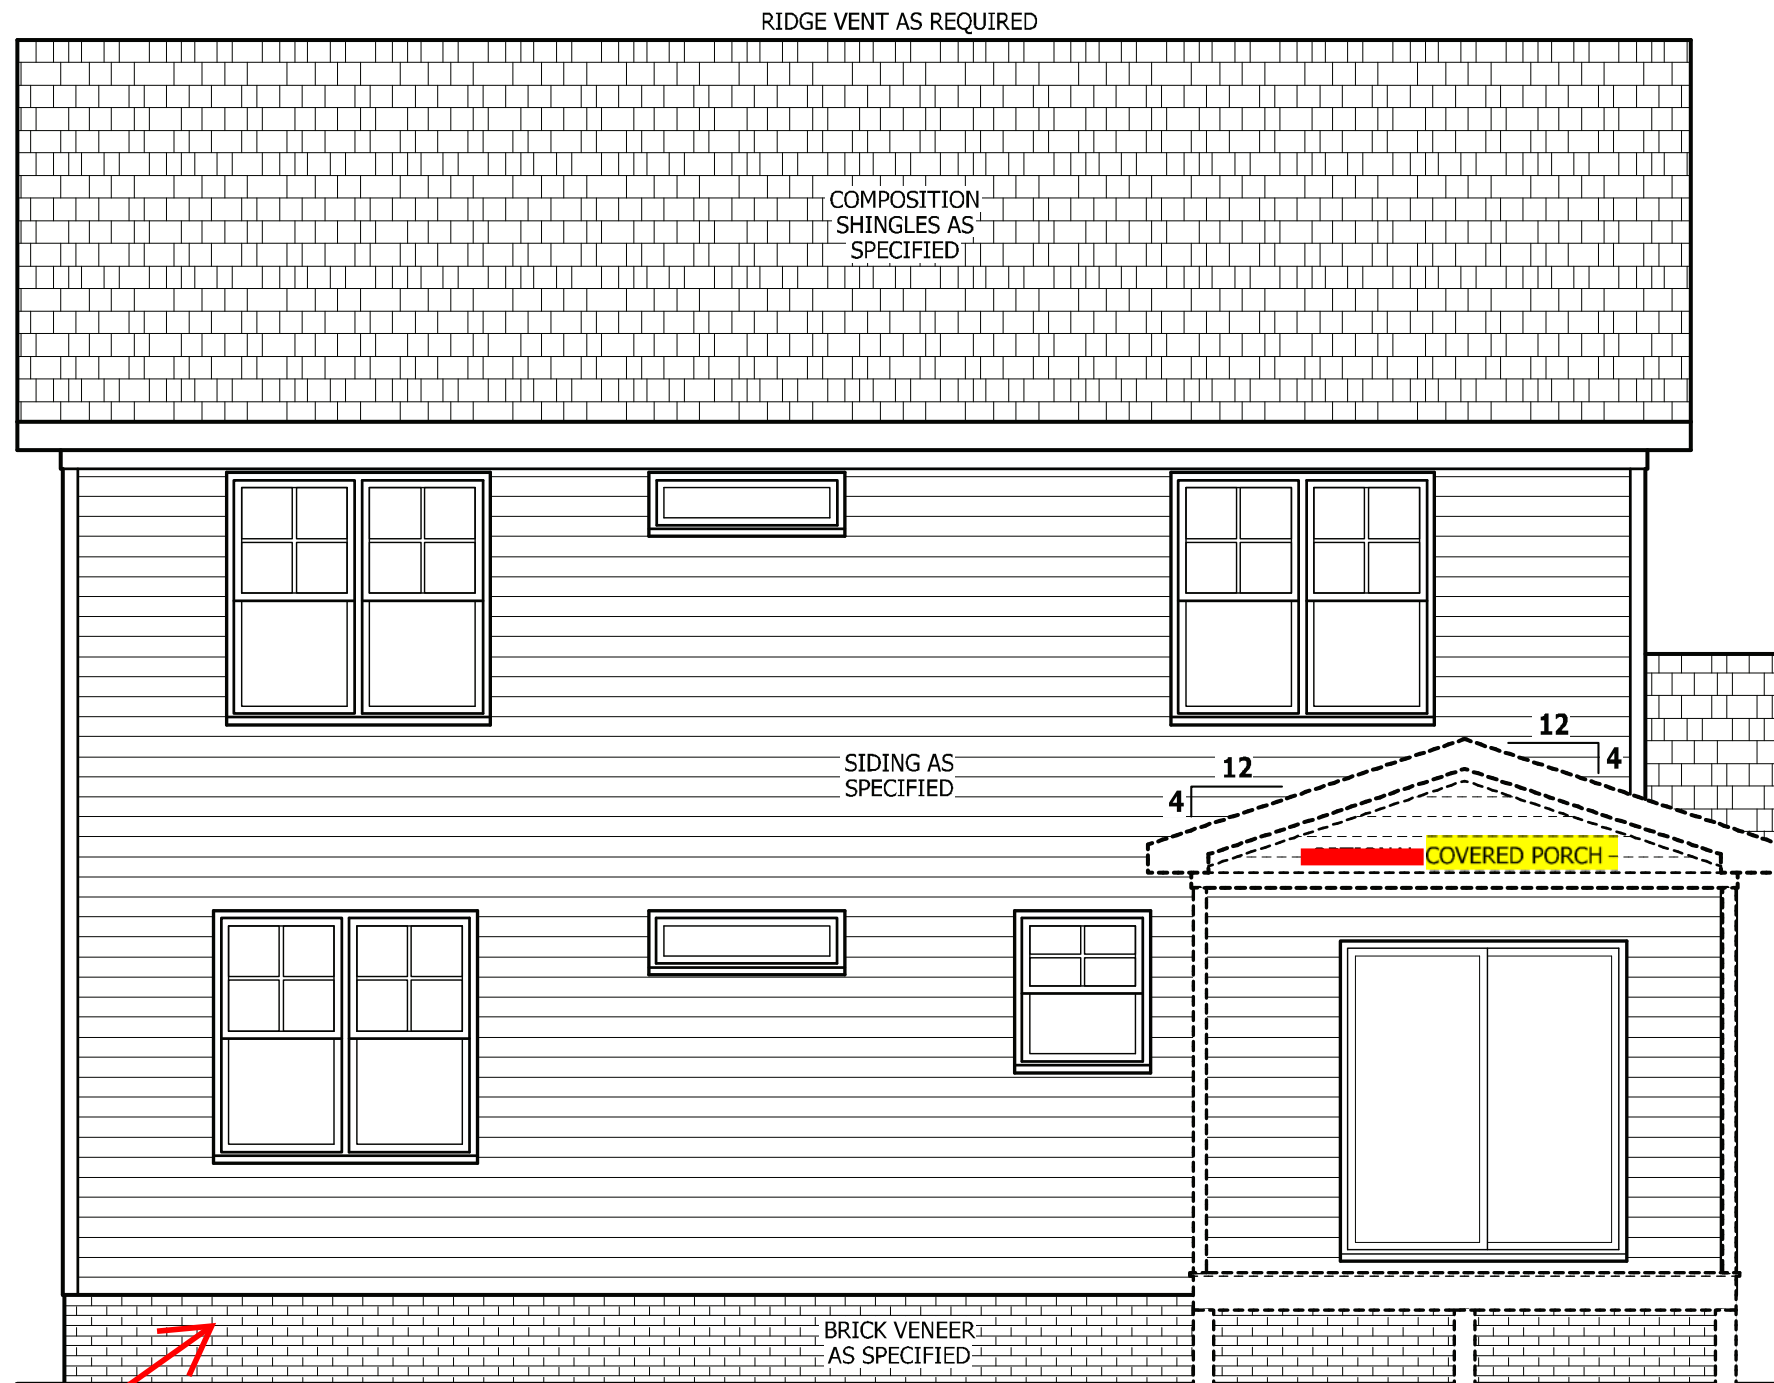 RIDGE VENT AS REQUIRED
COMPOSITION
SHINGLES AS
SPECIFIED
12
4
12
4
SIDING AS
SPECIFIED
COVERED PORCH
BRICK VENEER
AS SPECIFIED